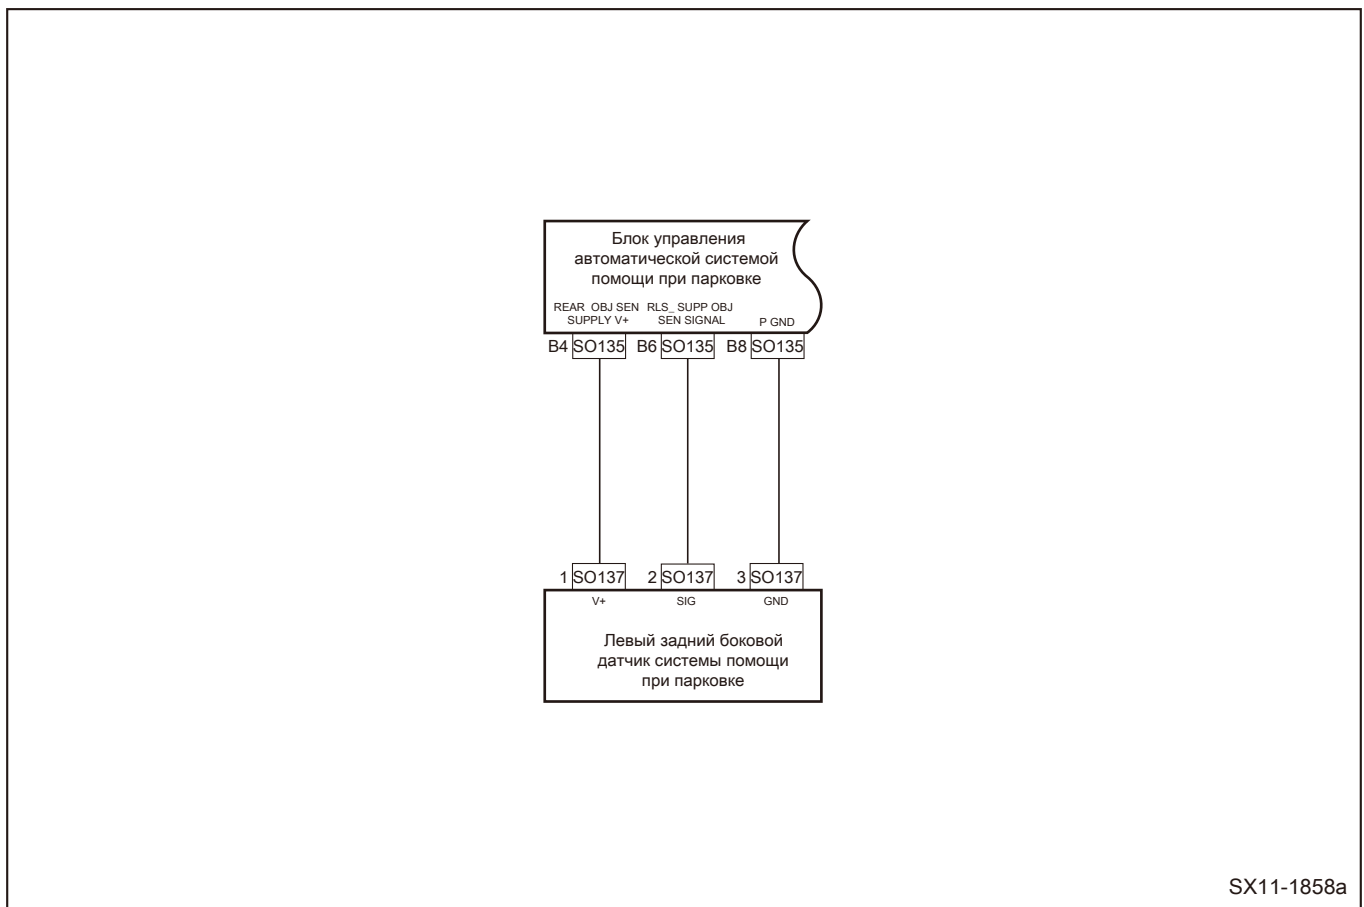 Блок управления
автоматической системой
помощи при парковке
REAR OBJ SEN
SUPPLY V+
RLS_ SUPP OBJ
SEN SIGNAL
P GND
B4 SO135 B6 SO135 B8 SO135
1 SO137 2 SO137 3 SO137
V+ SIG GND
Левый задний боковой
датчик системы помощи
при парковке
SX11-1858a